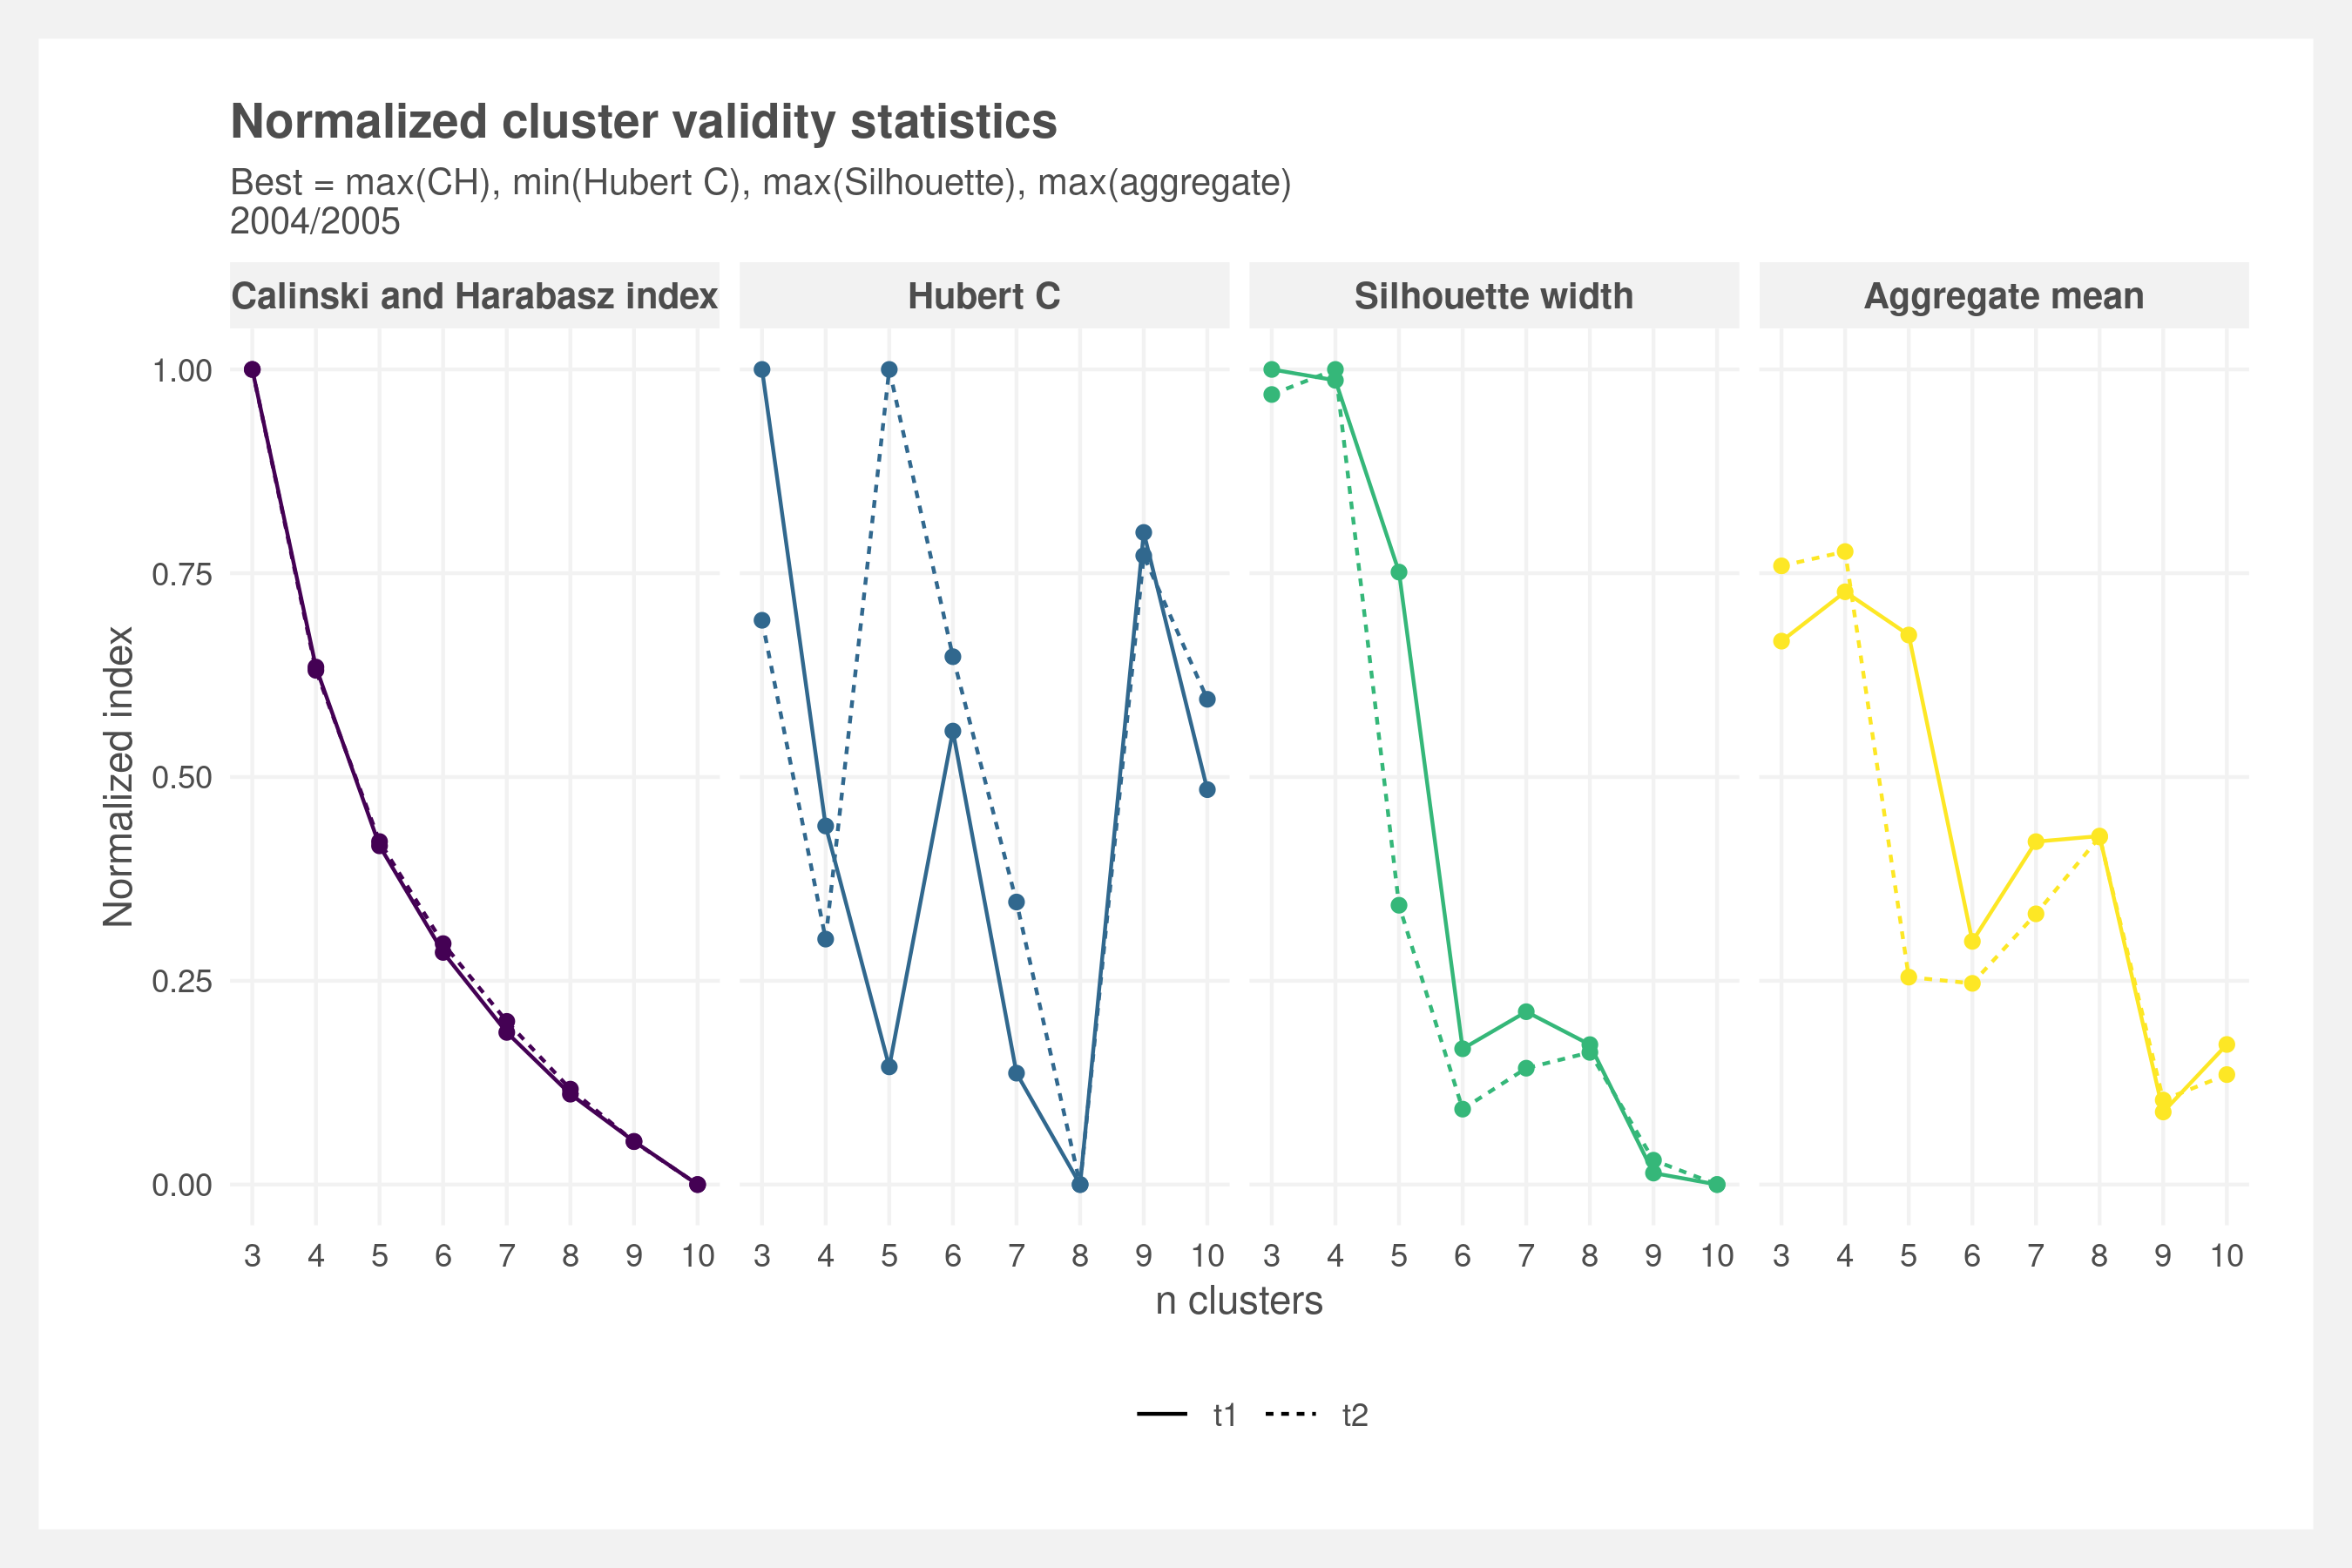 Normalized cluster validity statistics
Best = max(CH), min(Hubert C), max(Silhouette), max(aggregate)
2004/2005
Calinski and Harabasz index
Hubert C
Silhouette width
Aggregate mean
Normalized index
1.00
0.75
0.50
0.25
0.00
3 4 5 6 7 8 9 10
3 4 5 6 7 8 9 10
3 4 5 6 7 8 9 10
3 4 5 6 7 8 9 10
n clusters
t1 t2